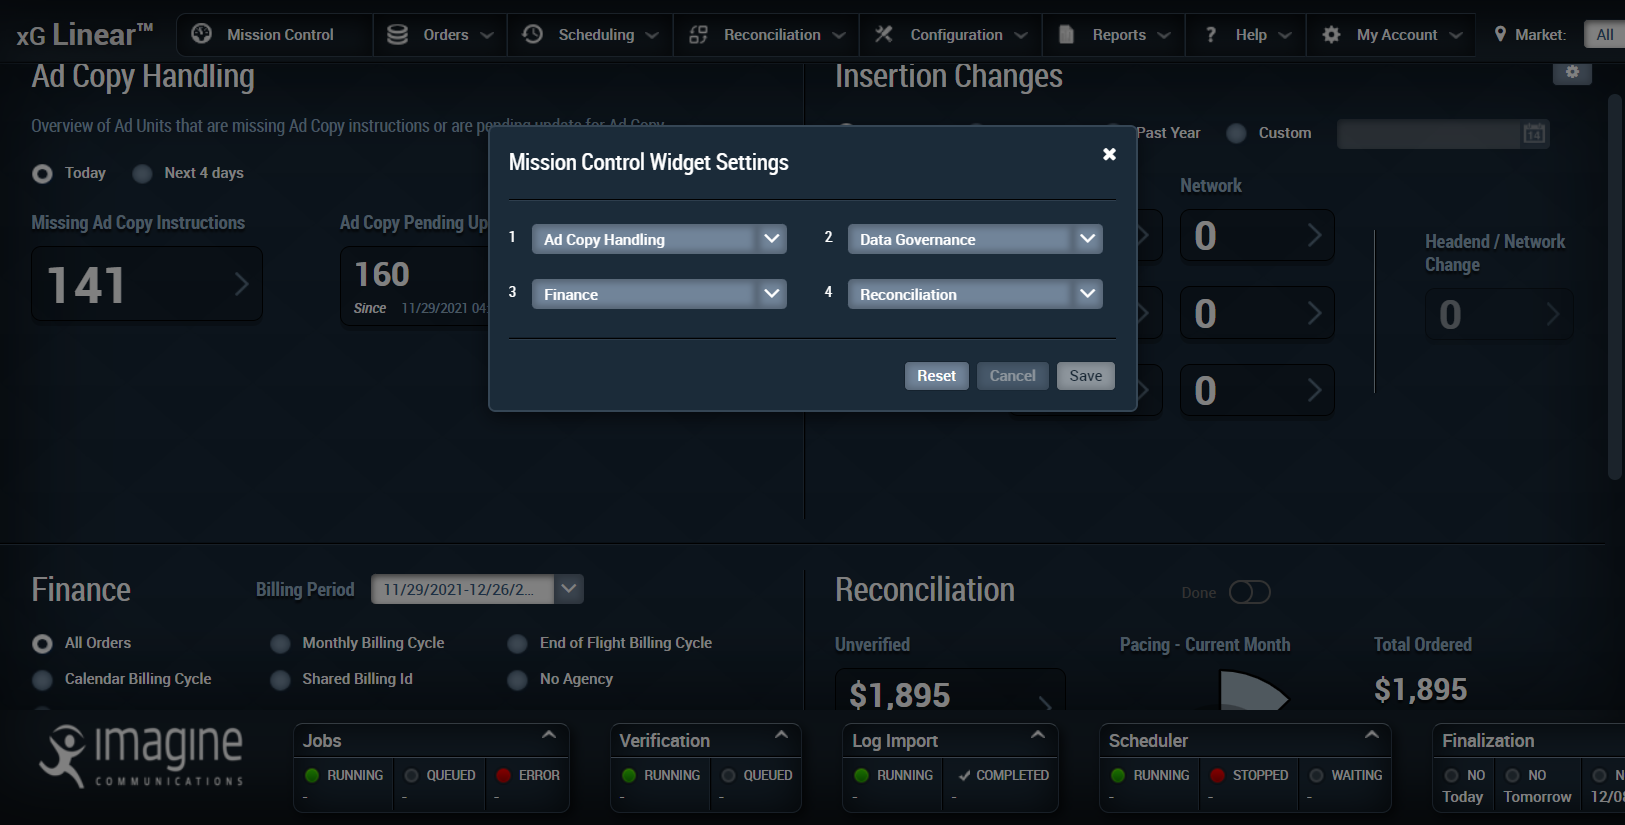 xG Linear™
Mission Control
Orders
Scheduling
Reconciliation
Configuration
Reports
? Help
My Account
Market:
All
Ad Copy Handling
Overview of Ad Units that are missing Ad Copy instructions or are pending update for Ad Copy
Today
Next 4 days
Missing Ad Copy Instructions
141
Ad Copy Pending Up
160
Since 11/29/2021 04:
Insertion Changes
Past Year
Custom
14
Network
0
0
0
Headend / Network
Change
0
Mission Control Widget Settings
1 Ad Copy Handling
2 Data Governance
3 Finance
4 Reconciliation
Reset
Cancel
Save
Finance
Billing Period
11/29/2021-12/26/2...
All Orders
Monthly Billing Cycle
End of Flight Billing Cycle
Calendar Billing Cycle
Shared Billing Id
No Agency
Reconciliation
Done
Unverified
$1,895
Pacing - Current Month
Total Ordered
$1,895
imagine
COMMUNICATIONS
Jobs
RUNNING
-
QUEUED
-
ERROR
-
Verification
RUNNING
-
QUEUED
-
Log Import
RUNNING
-
COMPLETED
-
Scheduler
RUNNING
-
STOPPED
-
WAITING
-
Finalization
NO
Today
NO
Tomorrow
N
12/08